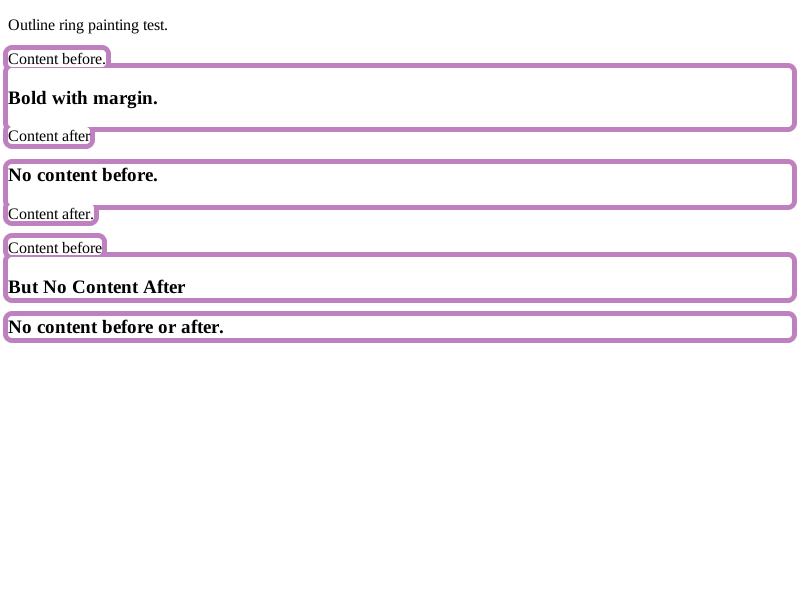 Outline ring painting test.
Content before.
Bold with margin.
Content after
No content before.
Content after.
Content before
But No Content After
No content before or after.